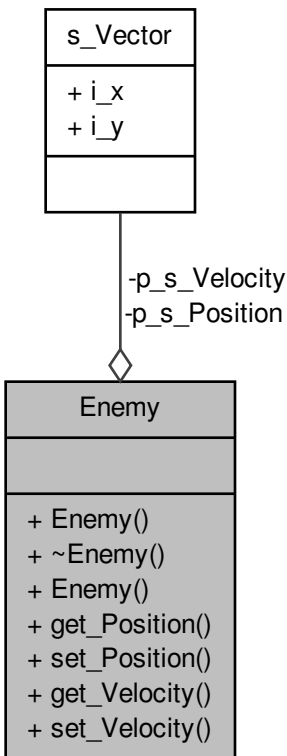 s_Vector
+ i_x
+ i_y
-p_s_Velocity
-p_s_Position
Enemy
+ Enemy()
+ ~Enemy()
+ Enemy()
+ get_Position()
+ set_Position()
+ get_Velocity()
+ set_Velocity()